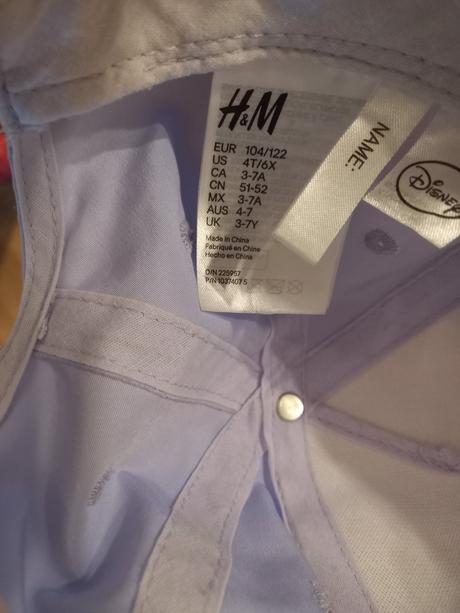 H&M
EUR 104/122
US 4T/6X
CA 3-7A
CN 51-52
MX 3-7A
AUS 4-7
UK 3-7Y
Made in China
Fabriqué en Chine
Hecho en China
O/N 225957
P/N 1037407 5
NAME:
Disney